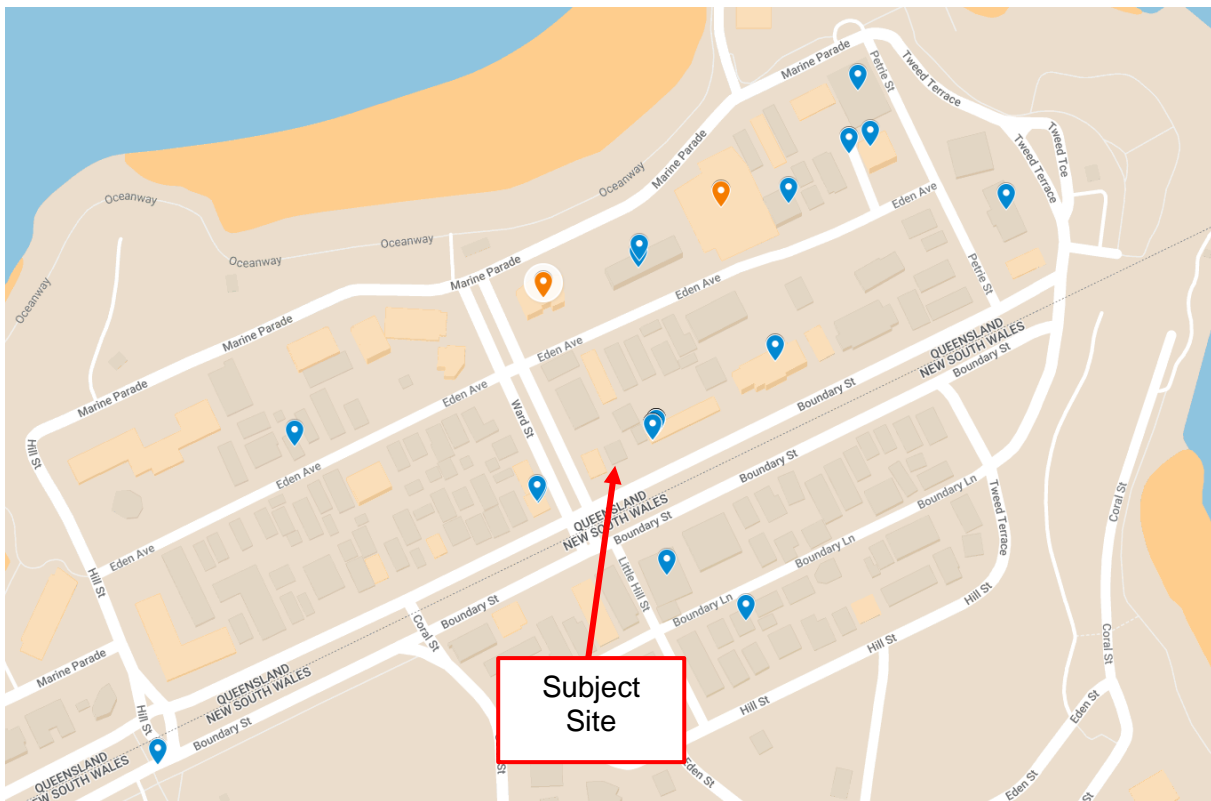 Marine Parade
Petrie St
Tweed Terrace
Tweed Tce
Tweed Terrace
Oceanway
Marine Parade
Oceanway
Eden Ave
Oceanway
Oceanway
Marine Parade
Petrie St
Eden Ave
Marine Parade
QUEENSLAND
NEW SOUTH WALES
Boundary St
Eden Ave
Marine Parade
Eden Ave
Boundary St
Ward St
Hill St
Eden Ave
Boundary St
Boundary Ln
Tweed Terrace
Coral St
QUEENSLAND
NEW SOUTH WALES
Boundary St
Eden Ave
Boundary Ln
Little Hill St
Hill St
Boundary St
Boundary Ln
Hill St
Coral St
Hill St
Coral St
Marine Parade
QUEENSLAND
NEW SOUTH WALES
Subject
Site
Hill St
Eden St
Hill St
Boundary St
QUEENSLAND
NEW SOUTH WALES
Eden St
Eden St